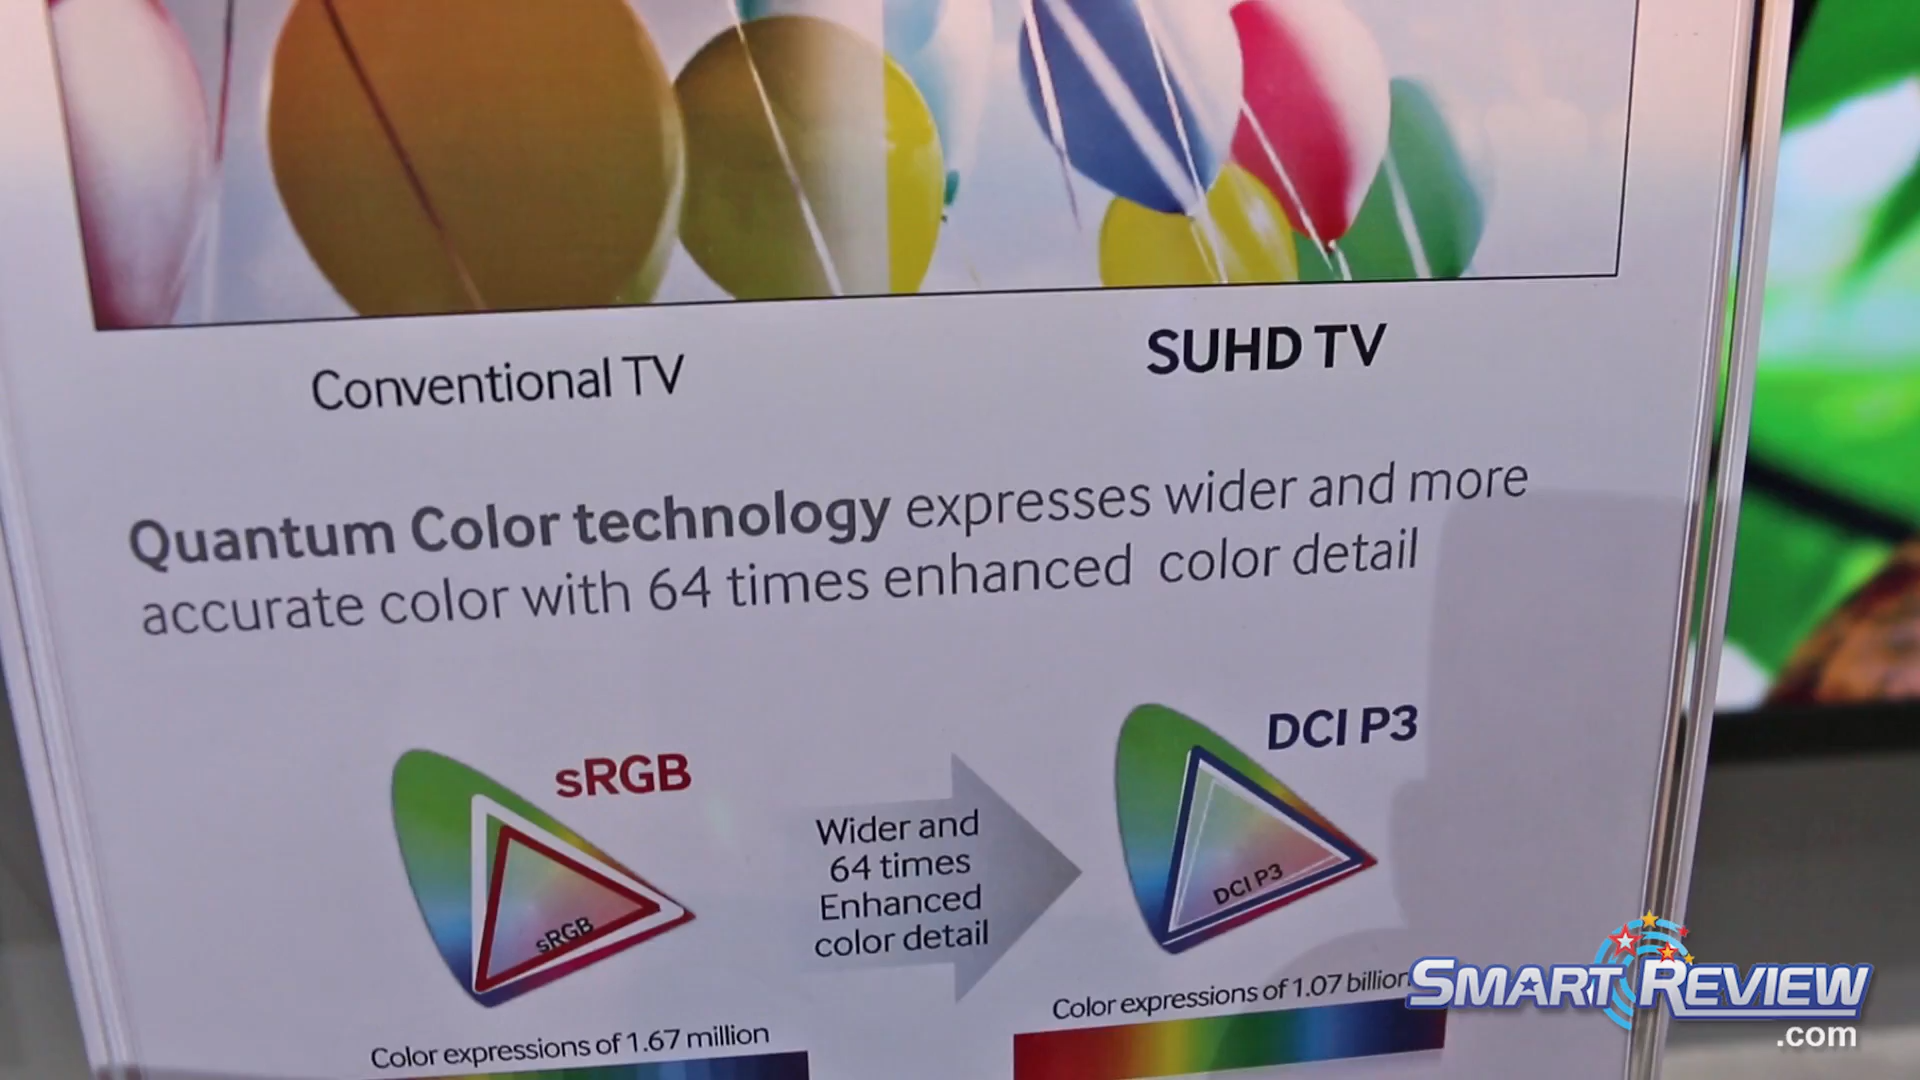 Conventional TV
SUHD TV
Quantum Color technology expresses wider and more
accurate color with 64 times enhanced color detail
sRGB
sRGB
Wider and
64 times
Enhanced
color detail
DCI P3
DCI P3
Color expressions of 1.67 million
Color expressions of 1.07 billion
SMART REVIEW
.com